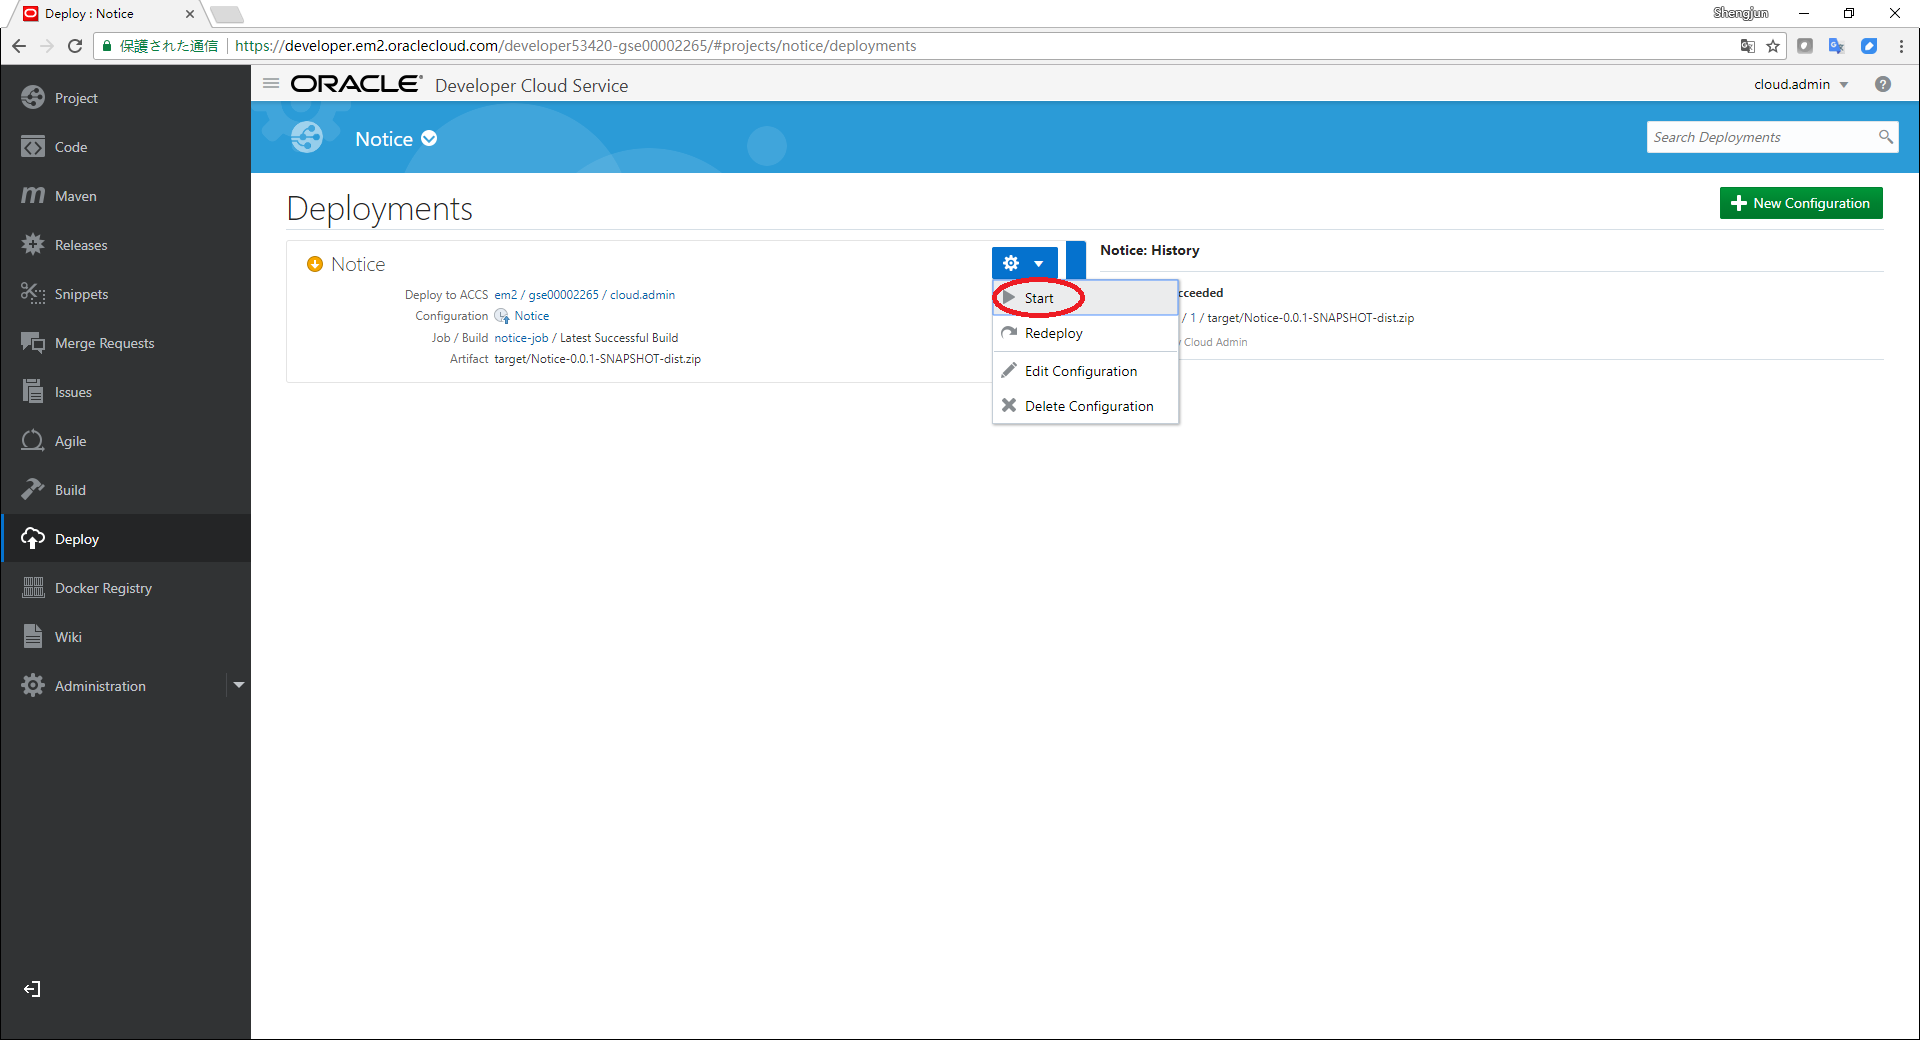 Deploy : Notice
Shengjun
保護された通信 https://developer.em2.oraclecloud.com/developer53420-gse00002265/#projects/notice/deployments
ORACLE Developer Cloud Service
cloud.admin
Notice
Search Deployments
Project
Code
Maven
Releases
Snippets
Merge Requests
Issues
Agile
Build
Deploy
Docker Registry
Wiki
Administration
Deployments
New Configuration
Notice
Deploy to ACCS em2 / gse00002265 / cloud.admin
Configuration Notice
Job / Build notice-job / Latest Successful Build
Artifact target/Notice-0.0.1-SNAPSHOT-dist.zip
Start
Redeploy
Edit Configuration
Delete Configuration
Notice: History
cceeded
/ 1 / target/Notice-0.0.1-SNAPSHOT-dist.zip
Cloud Admin